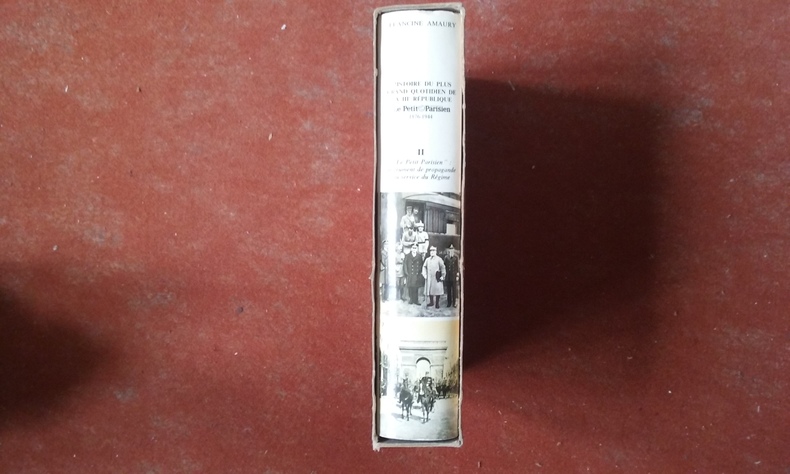 FRANCINE AMAURY
HISTOIRE DU PLUS
GRAND QUOTIDIEN DE
LA IIIe RÉPUBLIQUE
Le Petit Parisien
1876-1944
II
"Le Petit Parisien"
instrument de propagande
au service du Régime